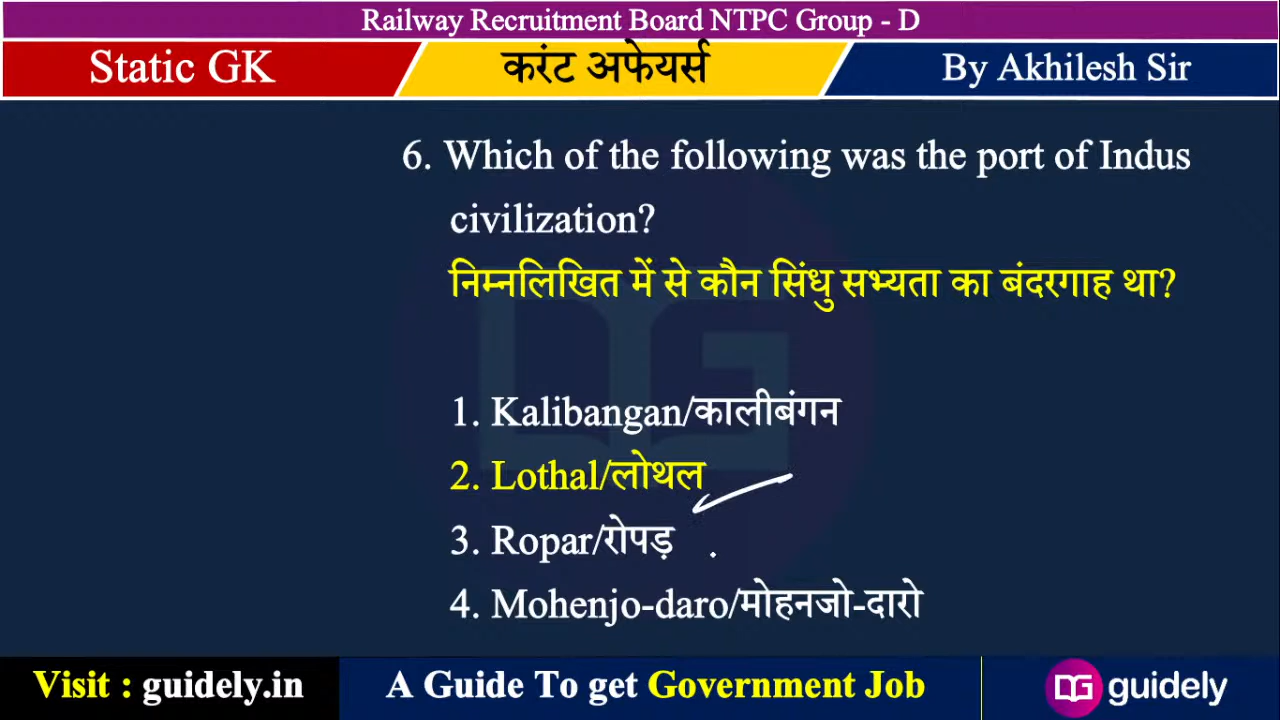 Railway Recruitment Board NTPC Group - D
Static GK
करंट अफेयर्स
By Akhilesh Sir
6. Which of the following was the port of Indus
civilization?
निम्नलिखित में से कौन सिंधु सभ्यता का बंदरगाह था?
1. Kalibangan/कालीबंगन
2. Lothal/लोथल
3. Ropar/रोपड़
4. Mohenjo-daro/मोहनजो-दारो
Visit : guidely.in
A Guide To get Government Job
guidely